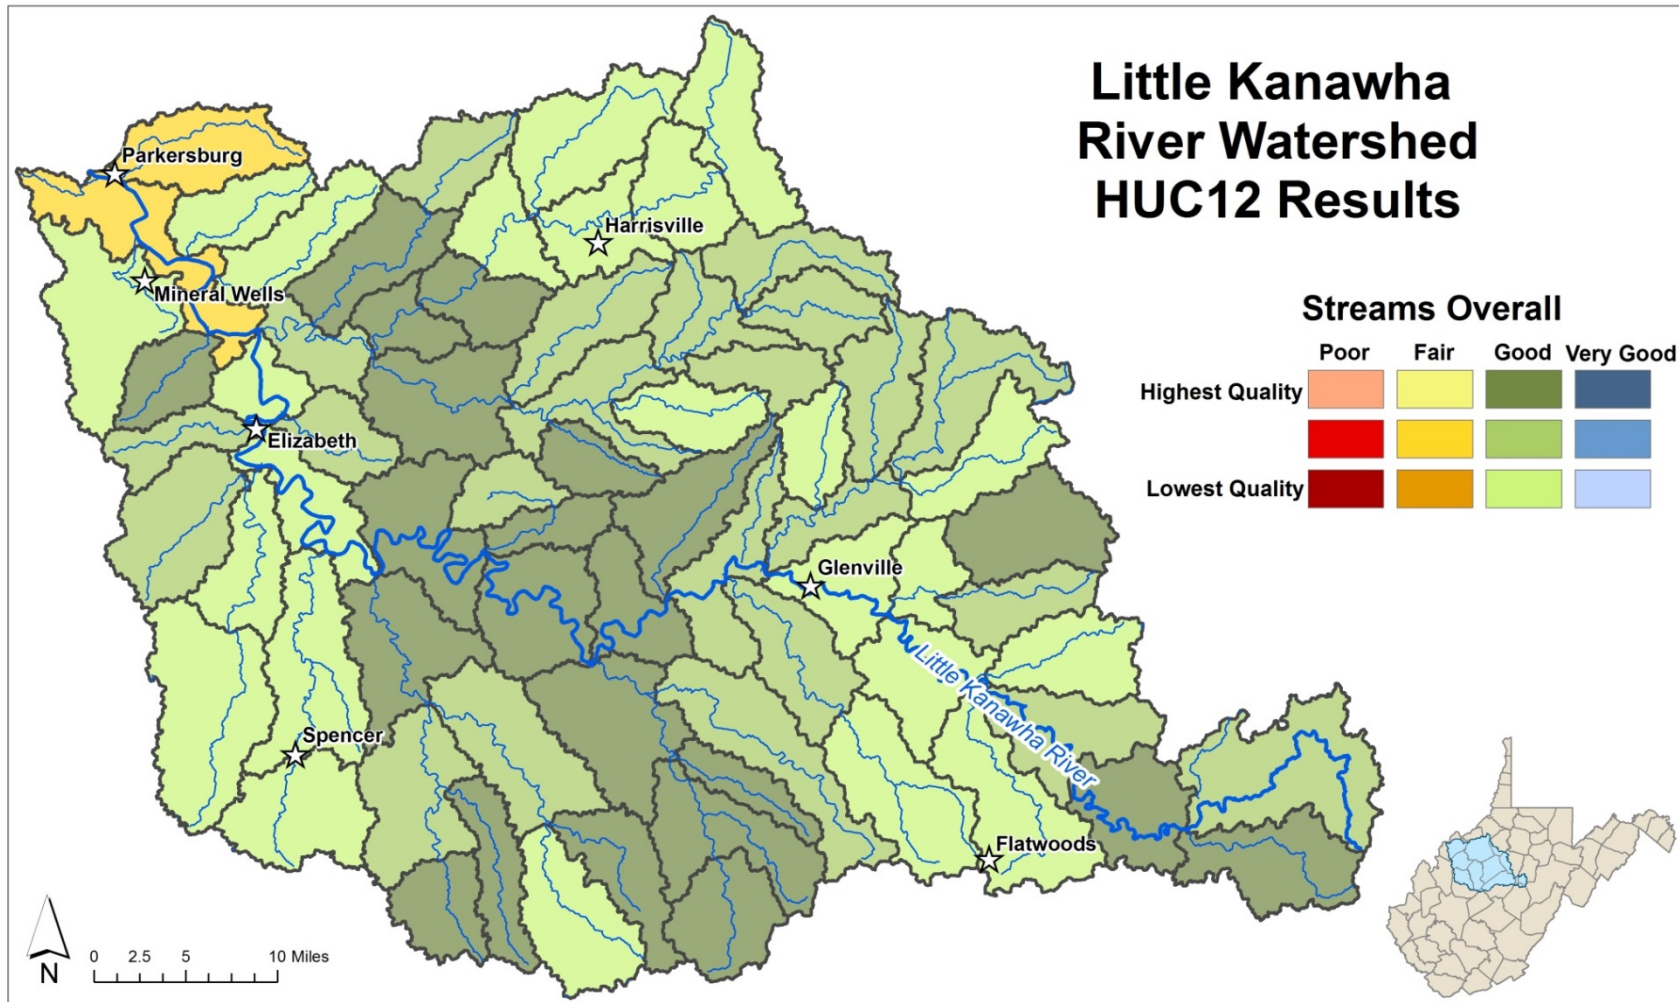 Little Kanawha
River Watershed
HUC12 Results
Parkersburg
Harrisville
Mineral Wells
Streams Overall
Poor Fair Good Very Good
Highest Quality
Lowest Quality
Elizabeth
Glenville
Little Kanawha River
Spencer
Flatwoods
N
0 2.5 5 10 Miles